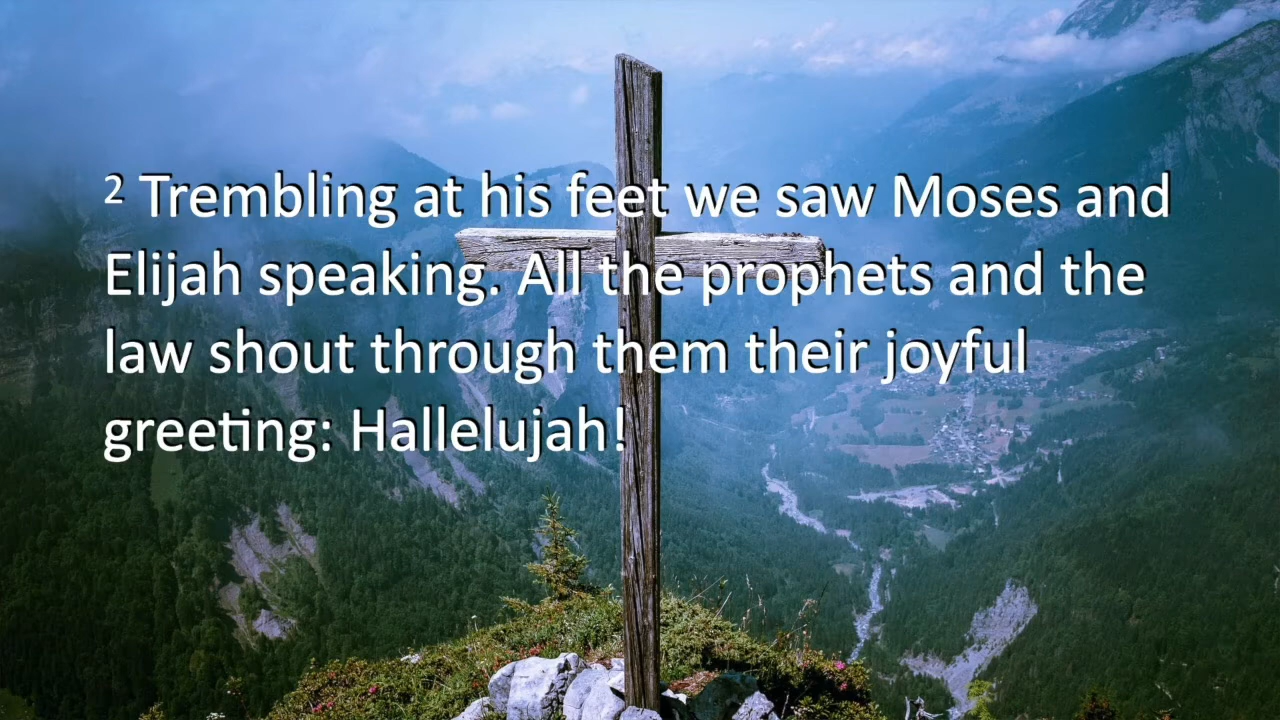 ² Trembling at his feet we saw Moses and
Elijah speaking. All the prophets and the
law shout through them their joyful
greeting: Hallelujah!